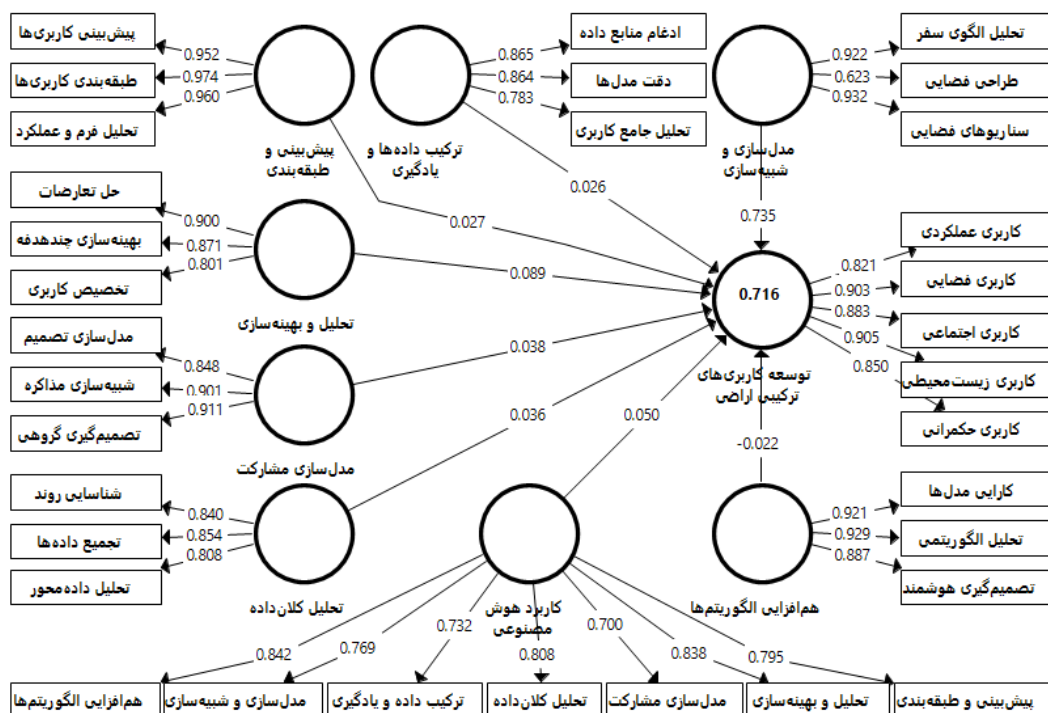 پیش‌بینی کاربری‌ها
0.952
طبقه‌بندی کاربری‌ها
0.974
تحلیل فرم و عملکرد
0.960
پیش‌بینی و
طبقه‌بندی
ادغام منابع داده
0.865
دقت مدل‌ها
0.864
تحلیل جامع کاربری
0.783
ترکیب داده‌ها و
یادگیری
تحلیل الگوی سفر
0.922
طراحی فضایی
0.623
سناریوهای فضایی
0.932
مدل‌سازی و
شبیه‌سازی
0.026
0.027
0.735
حل تعارضات
0.900
بهینه‌سازی چندهدفه
0.871
تخصیص کاربری
0.801
تحلیل و بهینه‌سازی
0.089
0.716
توسعه کاربری‌های
ترکیبی اراضی
کاربری عملکردی
0.821
کاربری فضایی
0.903
کاربری اجتماعی
0.883
کاربری زیست‌محیطی
0.905
کاربری حکمرانی
0.850
مدل‌سازی تصمیم
0.848
شبیه‌سازی مذاکره
0.901
تصمیم‌گیری گروهی
0.911
مدل‌سازی مشارکت
0.038
0.036
0.050
-0.022
شناسایی روند
0.840
تجمیع داده‌ها
0.854
تحلیل داده‌محور
0.808
تحلیل کلان‌داده
کاربرد هوش
مصنوعی
کارایی مدل‌ها
0.921
تحلیل الگوریتمی
0.929
تصمیم‌گیری هوشمند
0.887
هم‌افزایی الگوریتم‌ها
0.842
0.769
0.732
0.808
0.700
0.838
0.795
هم‌افزایی الگوریتم‌ها
مدل‌سازی و شبیه‌سازی
ترکیب داده و یادگیری
تحلیل کلان‌داده
مدل‌سازی مشارکت
تحلیل و بهینه‌سازی
پیش‌بینی و طبقه‌بندی